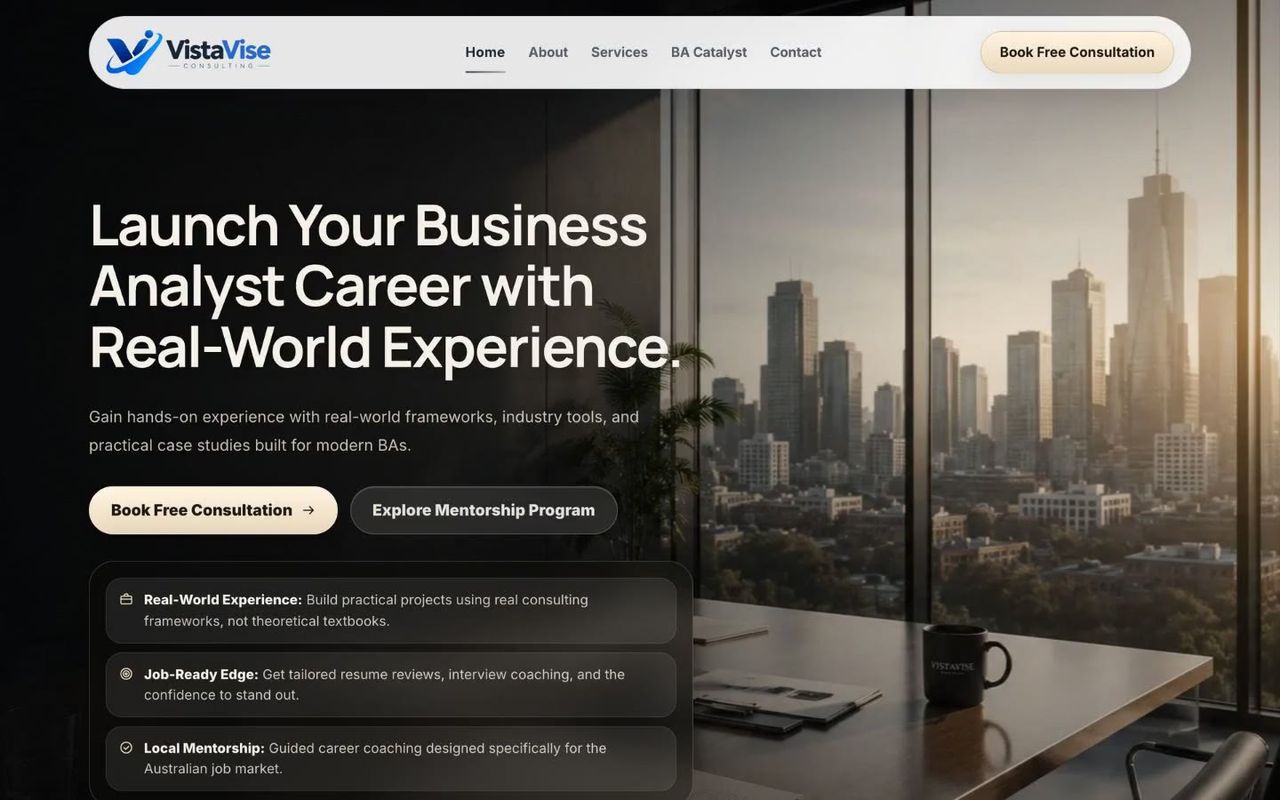 VistaVise
CONSULTING
Home
About
Services
BA Catalyst
Contact
Book Free Consultation
Launch Your Business
Analyst Career with
Real-World Experience.
Gain hands-on experience with real-world frameworks, industry tools, and
practical case studies built for modern BAs.
Book Free Consultation →
Explore Mentorship Program
Real-World Experience: Build practical projects using real consulting
frameworks, not theoretical textbooks.
Job-Ready Edge: Get tailored resume reviews, interview coaching, and the
confidence to stand out.
Local Mentorship: Guided career coaching designed specifically for the
Australian job market.
VISTAVISE